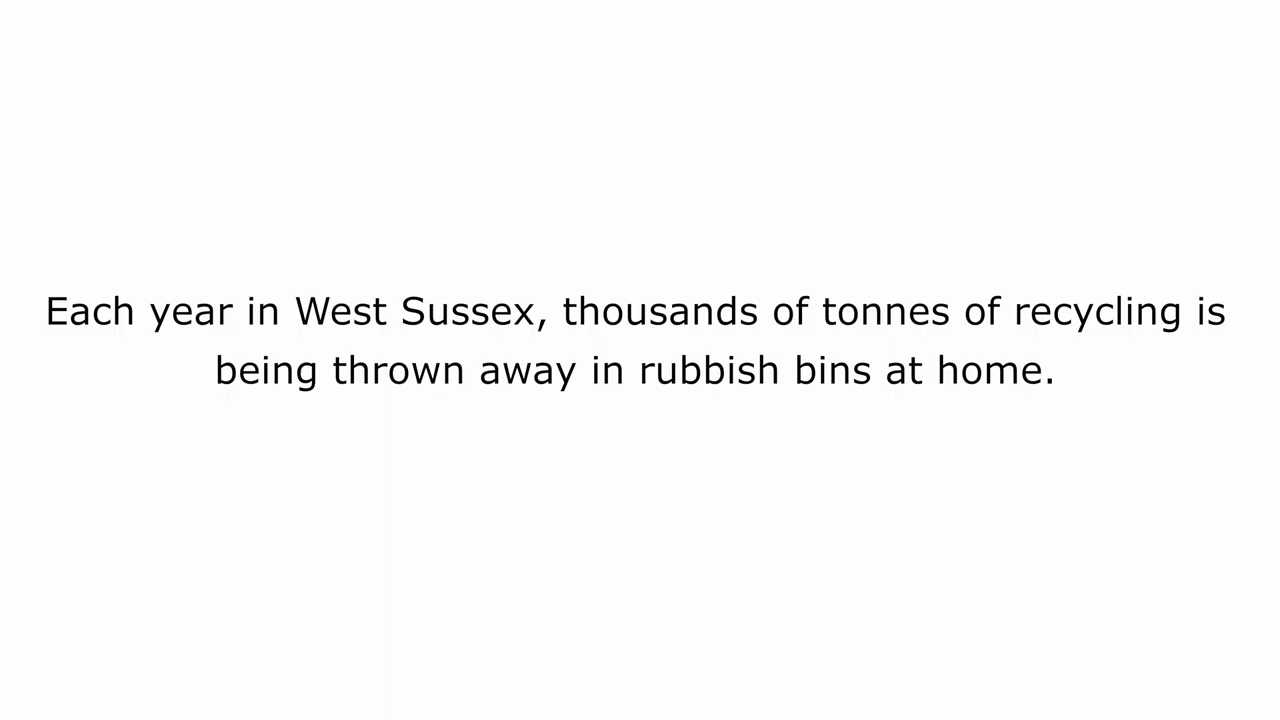 Each year in West Sussex, thousands of tonnes of recycling is
being thrown away in rubbish bins at home.